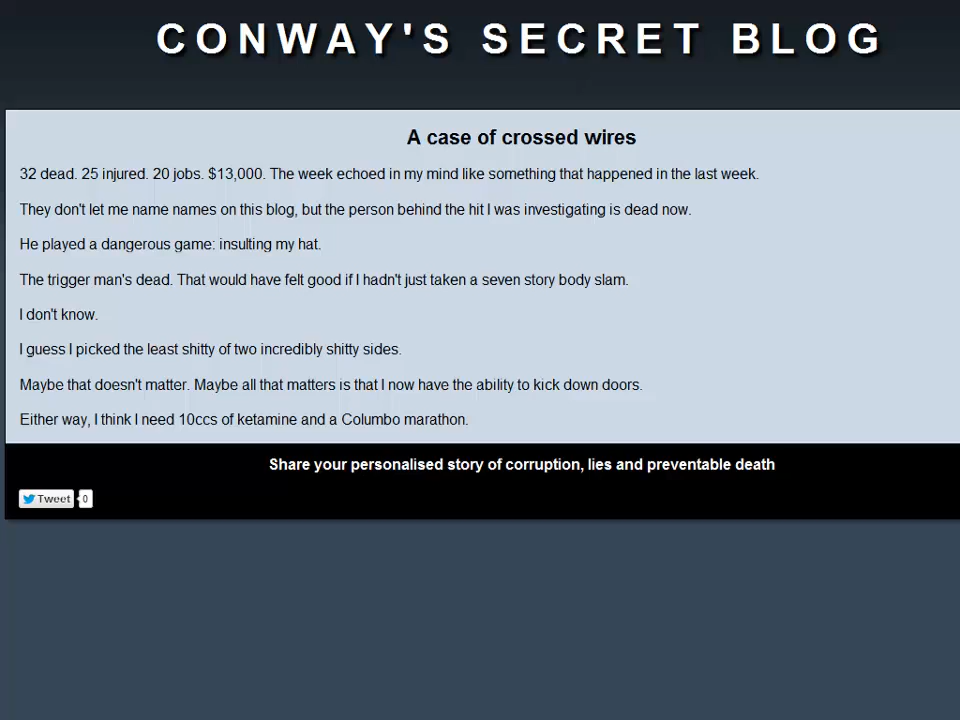 CONWAY'S SECRET BLOG
A case of crossed wires
32 dead. 25 injured. 20 jobs. $13,000. The week echoed in my mind like something that happened in the last week.
They don't let me name names on this blog, but the person behind the hit I was investigating is dead now.
He played a dangerous game: insulting my hat.
The trigger man's dead. That would have felt good if I hadn't just taken a seven story body slam.
I don't know.
I guess I picked the least shitty of two incredibly shitty sides.
Maybe that doesn't matter. Maybe all that matters is that I now have the ability to kick down doors.
Either way, I think I need 10ccs of ketamine and a Columbo marathon.
Share your personalised story of corruption, lies and preventable death
Tweet 0